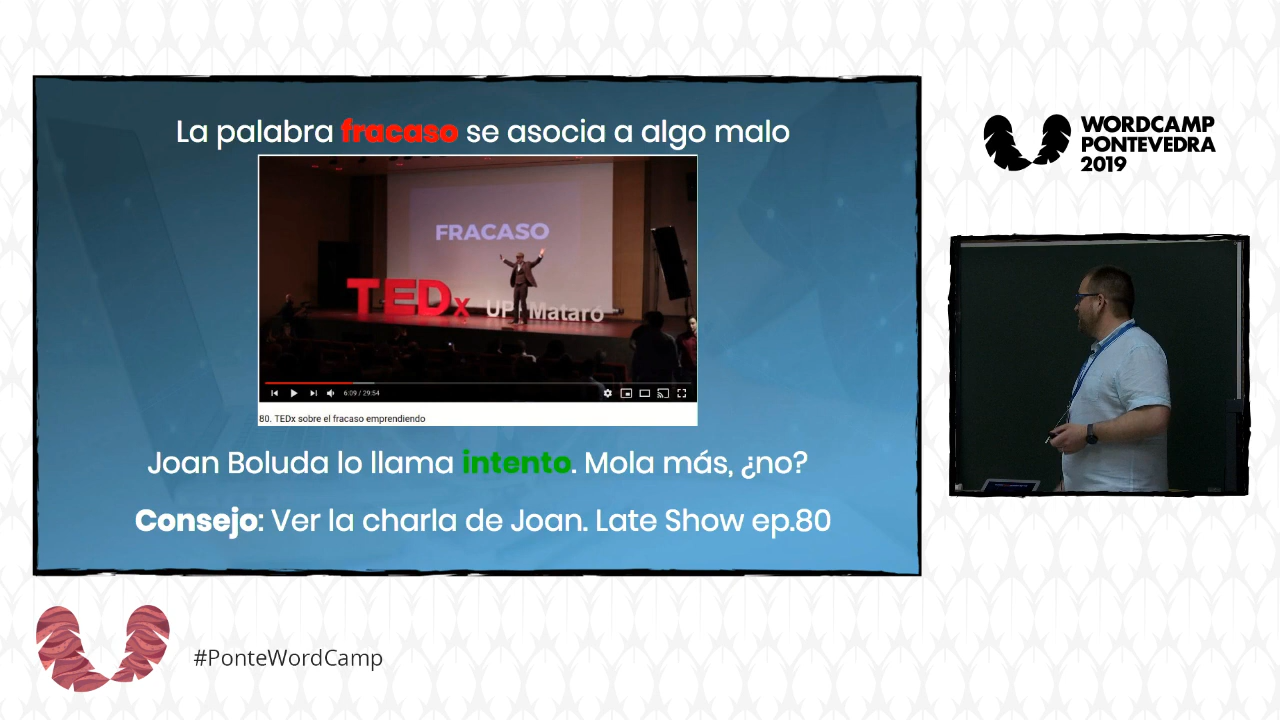 La palabra fracaso se asocia a algo malo
FRACASO
TEDx UPF Mataró
6:09 / 29:54
80. TEDx sobre el fracaso emprendiendo
Joan Boluda lo llama intento. Mola más, ¿no?
Consejo: Ver la charla de Joan. Late Show ep.80
WORDCAMP
PONTEVEDRA
2019
#PonteWordCamp